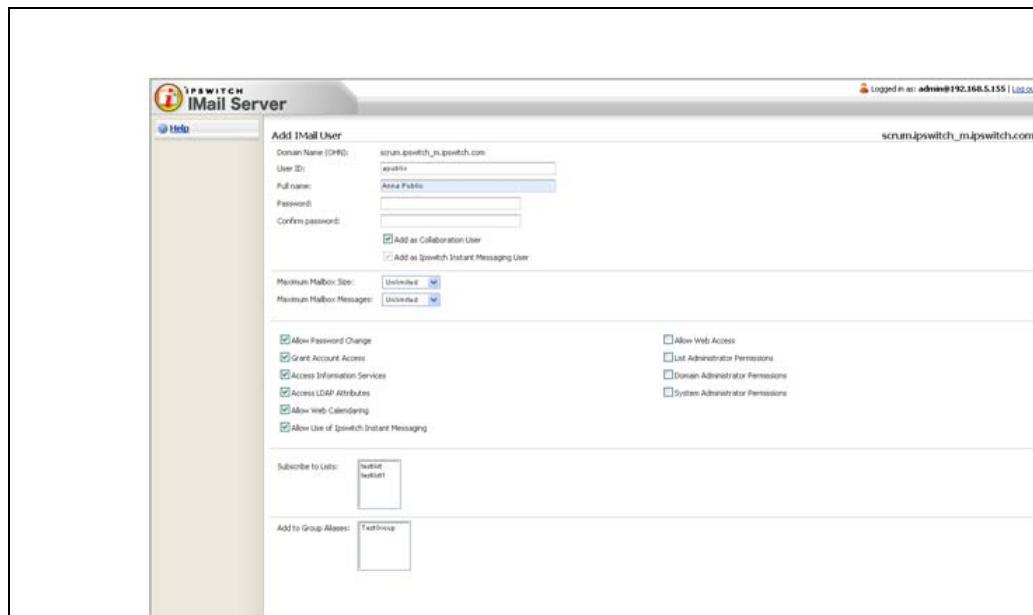 IPSWITCH
IMail Server
Logged in as: admin@192.168.5.155 | Log ou
Help
Add IMail User
scrum.ipswitch_m.ipswitch.com
Domain Name (OHN):
scrum.ipswitch_m.ipswitch.com
User ID:
apublic
Full name:
Anna Public
Password:
Confirm password:
Add as Collaboration User
Add as Ipswitch Instant Messaging User
Maximum Mailbox Size:
Unlimited
Maximum Mailbox Messages:
Unlimited
Allow Password Change
Allow Web Access
Grant Account Access
List Administrator Permissions
Access Information Services
Domain Administrator Permissions
Access LDAP Attributes
System Administrator Permissions
Allow Web Calendaring
Allow Use of Ipswitch Instant Messaging
Subscribe to Lists:
testlist
testlist1
Add to Group Aliases:
TestGroup